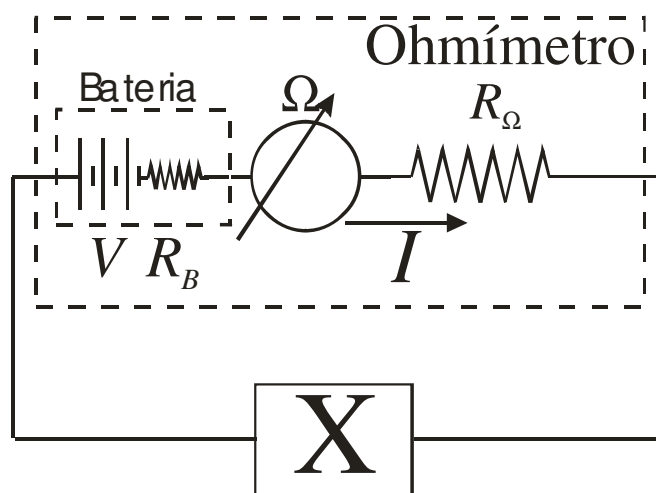 Ohmímetro
Bateria
Ω
R_Ω
V R_B
I
X